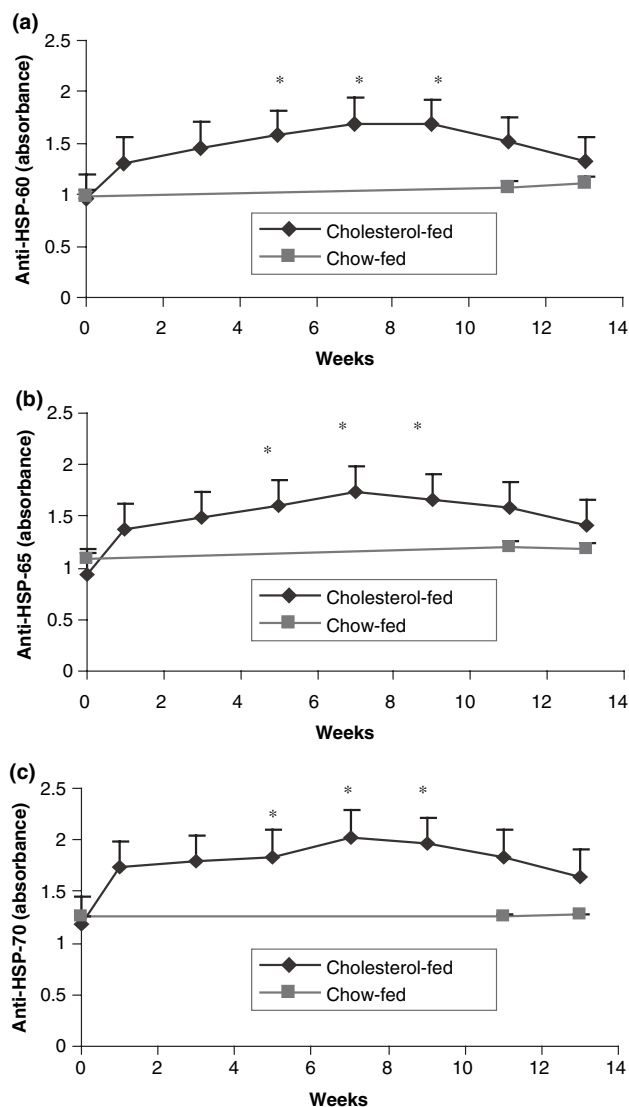 (a)
2.5
2
1.5
1
0.5
0
Anti-HSP-60 (absorbance)
* * *
Cholesterol-fed
Chow-fed
0 2 4 6 8 10 12 14
Weeks
(b)
2.5
2
1.5
1
0.5
0
Anti-HSP-65 (absorbance)
* * *
Cholesterol-fed
Chow-fed
0 2 4 6 8 10 12 14
Weeks
(c)
2.5
2
1.5
1
0.5
0
Anti-HSP-70 (absorbance)
* * *
Cholesterol-fed
Chow-fed
0 2 4 6 8 10 12 14
Weeks